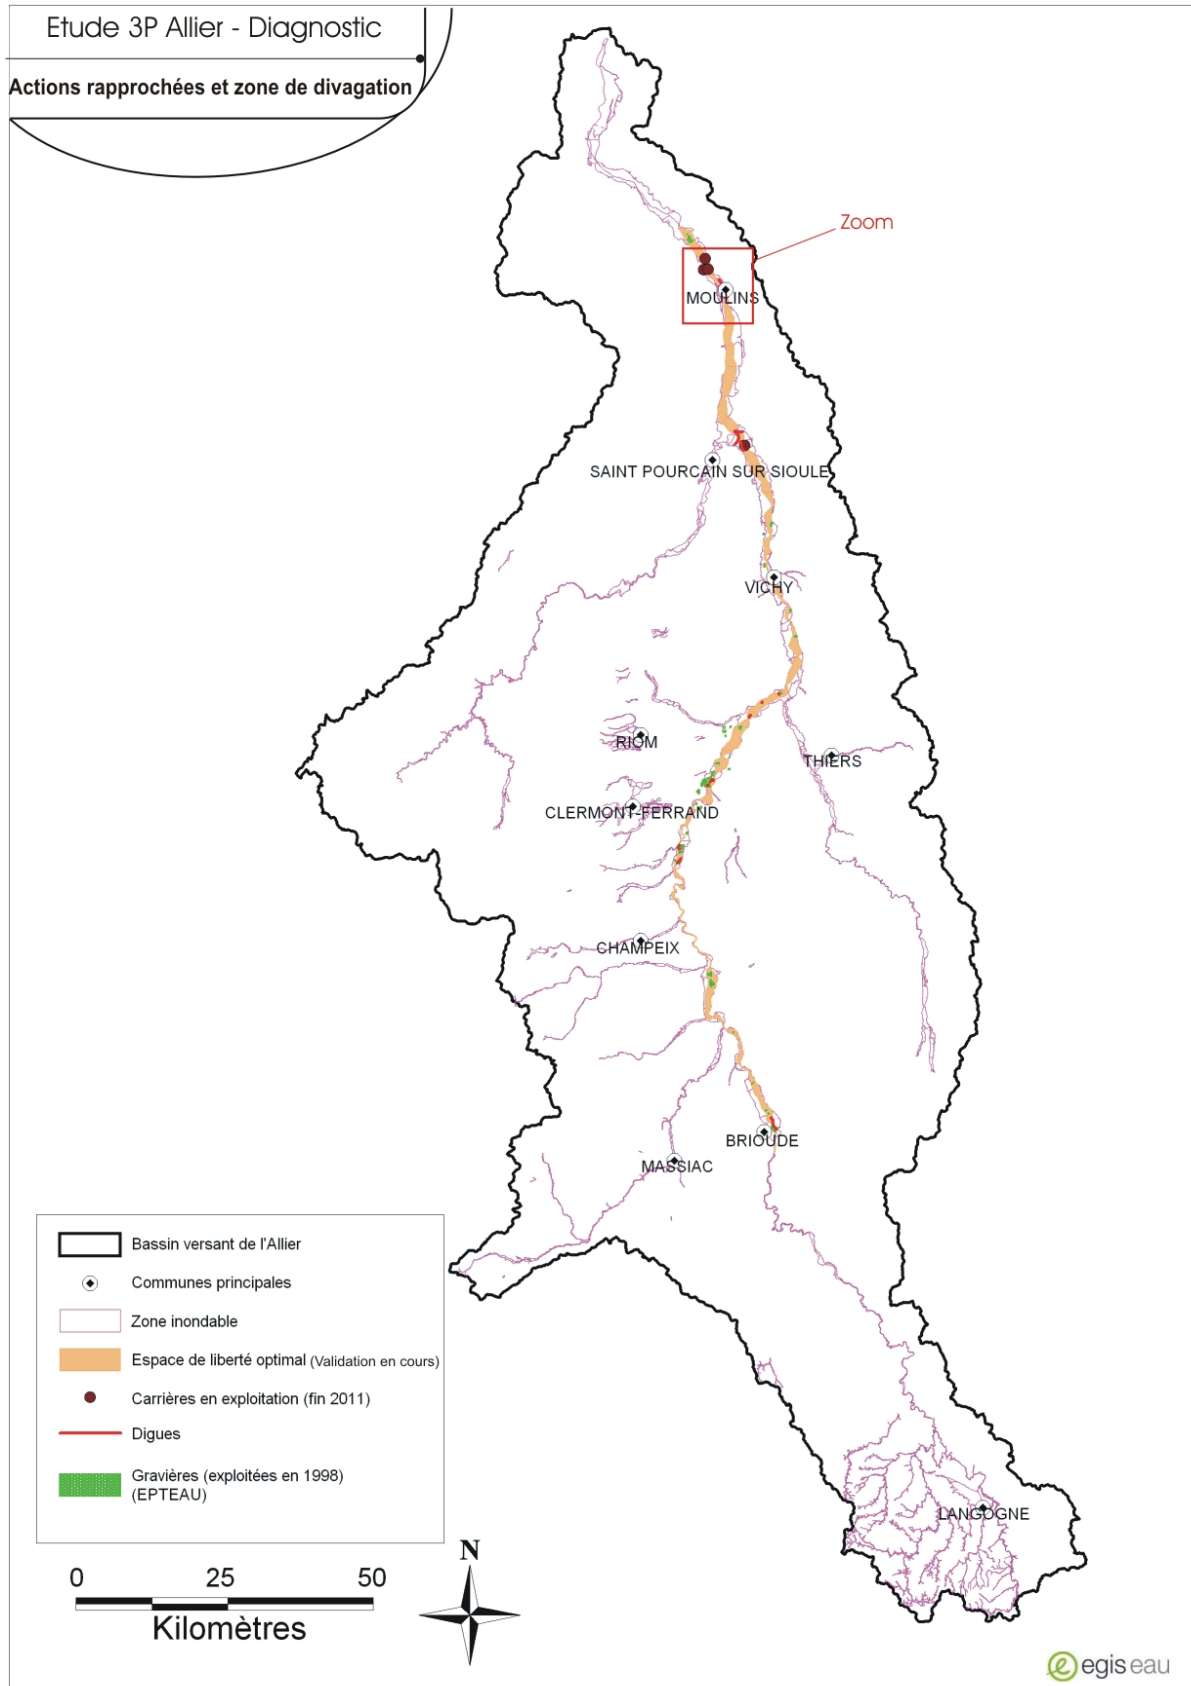 Etude 3P Allier - Diagnostic
Actions rapprochées et zone de divagation
Zoom
MOULINS
SAINT POURCAIN SUR SIOULE
VICHY
RIOM
THIERS
CLERMONT-FERRAND
CHAMPEIX
BRIOUDE
MASSIAC
LANGOGNE
Bassin versant de l'Allier
Communes principales
Zone inondable
Espace de liberté optimal (Validation en cours)
Carrières en exploitation (fin 2011)
Digues
Gravières (exploitées en 1998)
(EPTEAU)
N
0 25 50
Kilomètres
egis eau